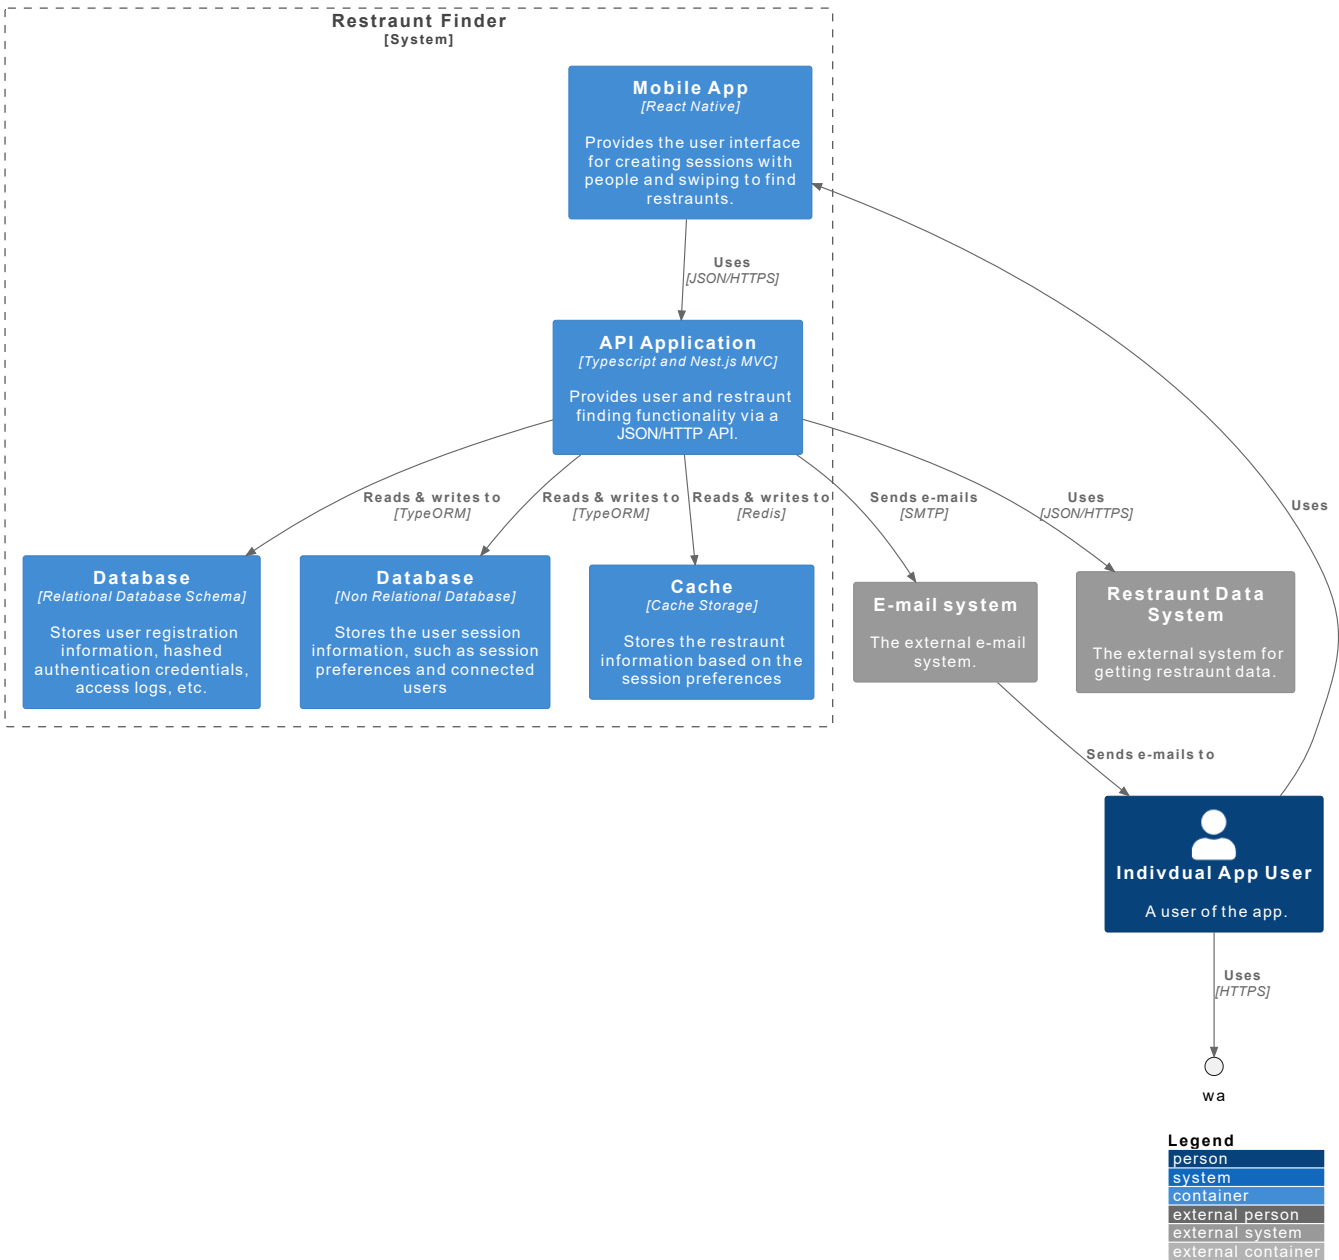 Restraunt Finder
[System]
Mobile App
[React Native]
Provides the user interface
for creating sessions with
people and swiping to find
restraunts.
Uses
[JSON/HTTPS]
API Application
[Typescript and Nest.js MVC]
Provides user and restraunt
finding functionality via a
JSON/HTTP API.
Reads & writes to
[TypeORM]
Reads & writes to
[TypeORM]
Reads & writes to
[Redis]
Sends e-mails
[SMTP]
Uses
[JSON/HTTPS]
Uses
Database
[Relational Database Schema]
Stores user registration
information, hashed
authentication credentials,
access logs, etc.
Database
[Non Relational Database]
Stores the user session
information, such as session
preferences and connected
users
Cache
[Cache Storage]
Stores the restraunt
information based on the
session preferences
E-mail system
The external e-mail
system.
Restraunt Data
System
The external system for
getting restraunt data.
Sends e-mails to
Indivdual App User
A user of the app.
Uses
[HTTPS]
wa
Legend
person
system
container
external person
external system
external container